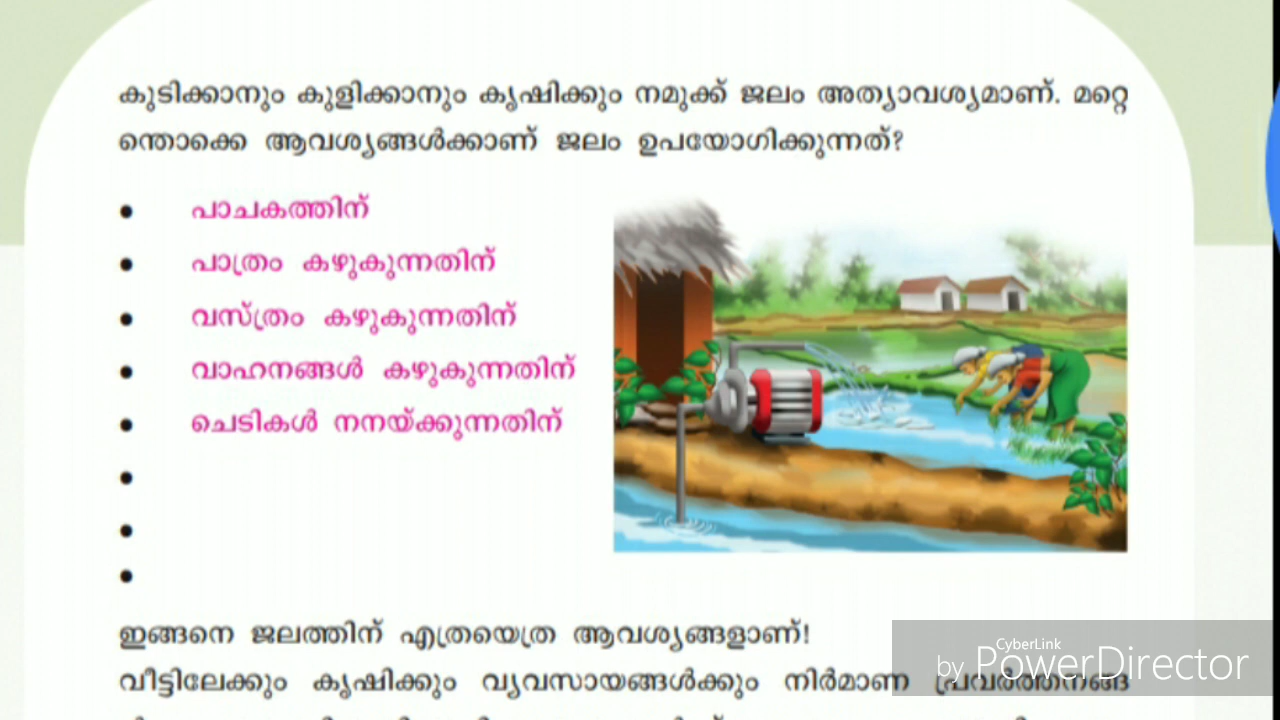 കുടിക്കാനും കുളിക്കാനും കൃഷിക്കും നമുക്ക് ജലം അത്യാവശ്യമാണ്. മറ്റെ
ന്തൊക്കെ ആവശ്യങ്ങൾക്കാണ് ജലം ഉപയോഗിക്കുന്നത്?
● പാചകത്തിന്
● പാത്രം കഴുകുന്നതിന്
● വസ്ത്രം കഴുകുന്നതിന്
● വാഹനങ്ങൾ കഴുകുന്നതിന്
● ചെടികൾ നനയ്ക്കുന്നതിന്
●
●
●
ഇങ്ങനെ ജലത്തിന് എത്രയെത്ര ആവശ്യങ്ങളാണ്!
വീട്ടിലേക്കും കൃഷിക്കും വ്യവസായങ്ങൾക്കും നിർമാണ പ്രവർത്തനങ്ങ
CyberLink
by PowerDirector